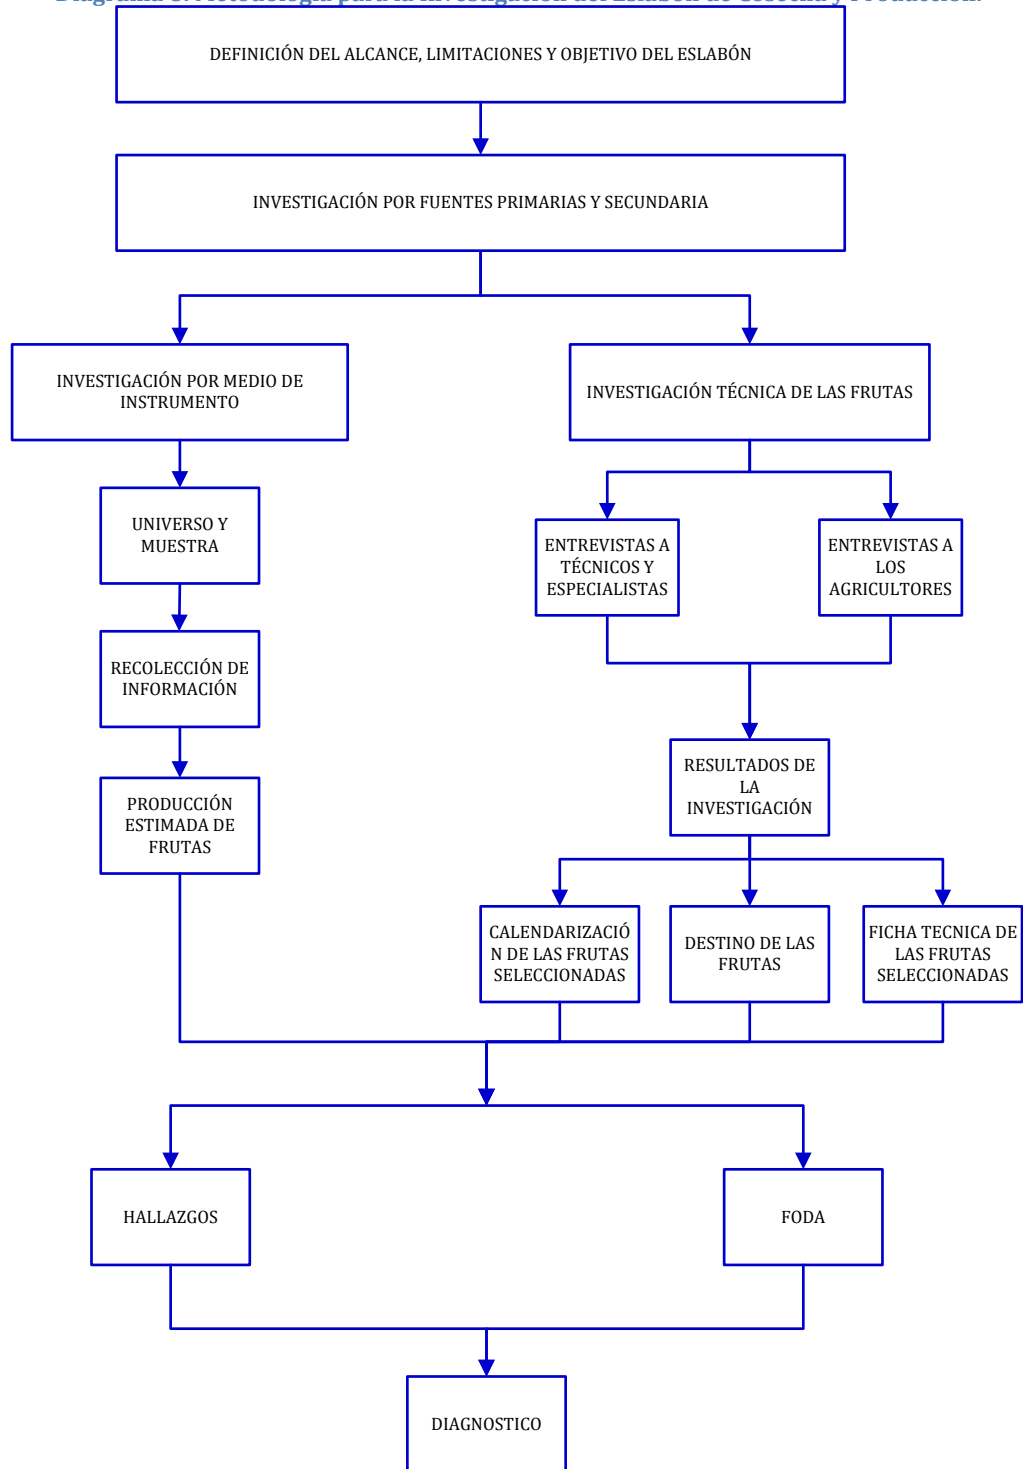 DEFINICIÓN DEL ALCANCE, LIMITACIONES Y OBJETIVO DEL ESLABÓN
INVESTIGACIÓN POR FUENTES PRIMARIAS Y SECUNDARIA
INVESTIGACIÓN POR MEDIO DE
INSTRUMENTO
INVESTIGACIÓN TÉCNICA DE LAS FRUTAS
UNIVERSO Y
MUESTRA
ENTREVISTAS A
TÉCNICOS Y
ESPECIALISTAS
ENTREVISTAS A
LOS
AGRICULTORES
RECOLECCIÓN DE
INFORMACIÓN
RESULTADOS DE
LA
INVESTIGACIÓN
PRODUCCIÓN
ESTIMADA DE
FRUTAS
CALENDARIZACIÓ
N DE LAS FRUTAS
SELECCIONADAS
DESTINO DE LAS
FRUTAS
FICHA TECNICA DE
LAS FRUTAS
SELECCIONADAS
HALLAZGOS
FODA
DIAGNOSTICO